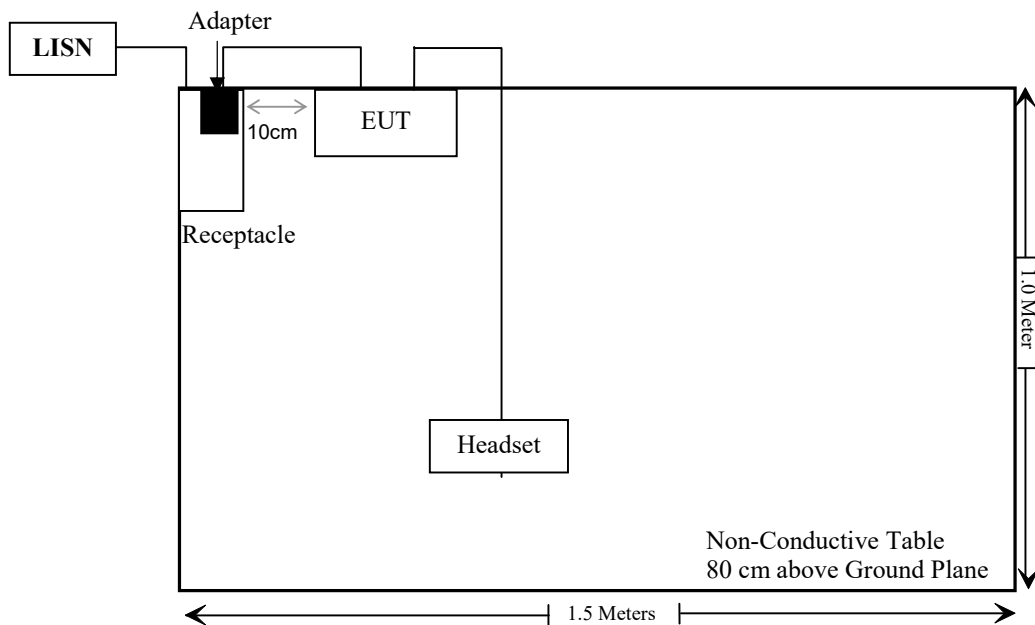 Adapter
LISN
EUT
10cm
Receptacle
1.0 Meter
Headset
Non-Conductive Table
80 cm above Ground Plane
1.5 Meters